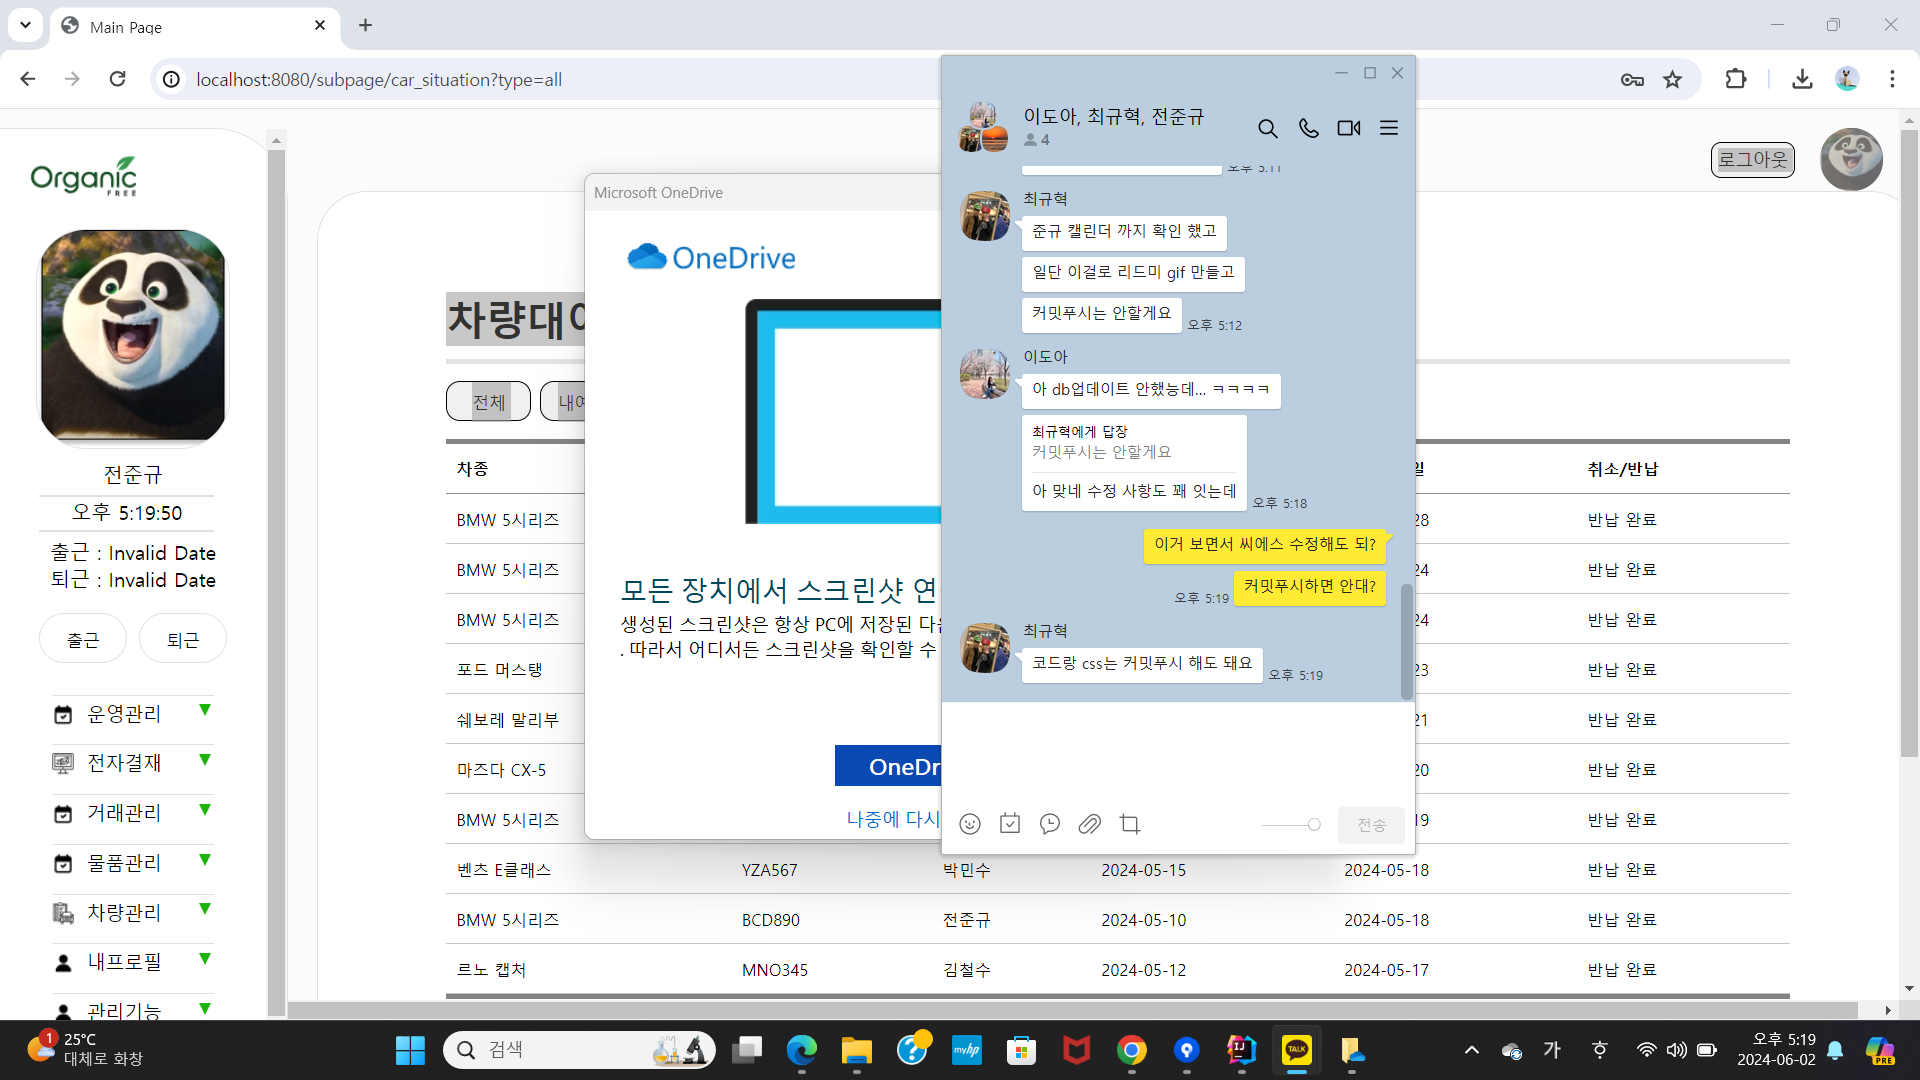 Main Page
localhost:8080/subpage/car_situation?type=all
Organic
FREE
전준규
오후 5:19:50
출근 : Invalid Date
퇴근 : Invalid Date
출근
퇴근
운영관리
전자결재
거래관리
물품관리
차량관리
내프로필
관리기능
로그아웃
차량대
전체
내예
차종
일
취소/반납
BMW 5시리즈
28
반납 완료
BMW 5시리즈
24
반납 완료
BMW 5시리즈
24
반납 완료
포드 머스탱
23
반납 완료
쉐보레 말리부
21
반납 완료
마즈다 CX-5
20
반납 완료
BMW 5시리즈
19
반납 완료
벤츠 E클래스 YZA567 박민수 2024-05-15 2024-05-18 반납 완료
BMW 5시리즈 BCD890 전준규 2024-05-10 2024-05-18 반납 완료
르노 캡처 MNO345 김철수 2024-05-12 2024-05-17 반납 완료
Microsoft OneDrive
OneDrive
모든 장치에서 스크린샷 연
생성된 스크린샷은 항상 PC에 저장된 다음
. 따라서 어디서든 스크린샷을 확인할 수
OneDr
나중에 다시
이도아, 최규혁, 전준규
4
오후 5:11
최규혁
준규 캘린더 까지 확인 했고
일단 이걸로 리드미 gif 만들고
커밋푸시는 안할게요
오후 5:12
이도아
아 db업데이트 안했능데... ㅋㅋㅋㅋ
최규혁에게 답장
커밋푸시는 안할게요
아 맞네 수정 사항도 꽤 잇는데
오후 5:18
이거 보면서 씨에스 수정해도 되?
커밋푸시하면 안대?
오후 5:19
최규혁
코드랑 css는 커밋푸시 해도 돼요
오후 5:19
전송
1
25°C
대체로 화창
검색
myhp
IJ
TALK
가
오후 5:19
2024-06-02
PRE